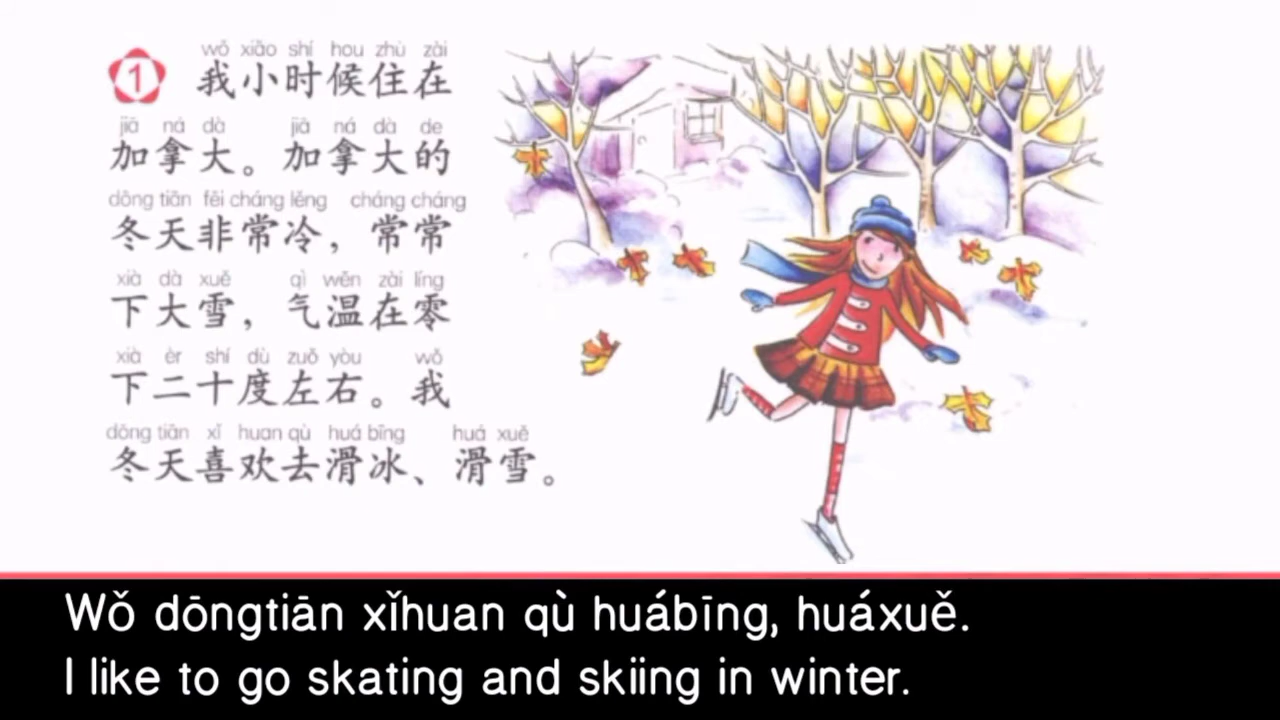 1
wǒ xiǎo shí hou zhù zài
我小时候住在
jiā ná dà jiā ná dà de
加拿大。加拿大的
dōng tiān fēi cháng lěng cháng cháng
冬天非常冷，常常
xià dà xuě qì wēn zài líng
下大雪，气温在零
xià èr shí dù zuǒ yòu wǒ
下二十度左右。我
dōng tiān xǐ huan qù huá bīng huá xuě
冬天喜欢去滑冰、滑雪。
Wǒ dōngtiān xǐhuan qù huábīng, huáxuě.
I like to go skating and skiing in winter.